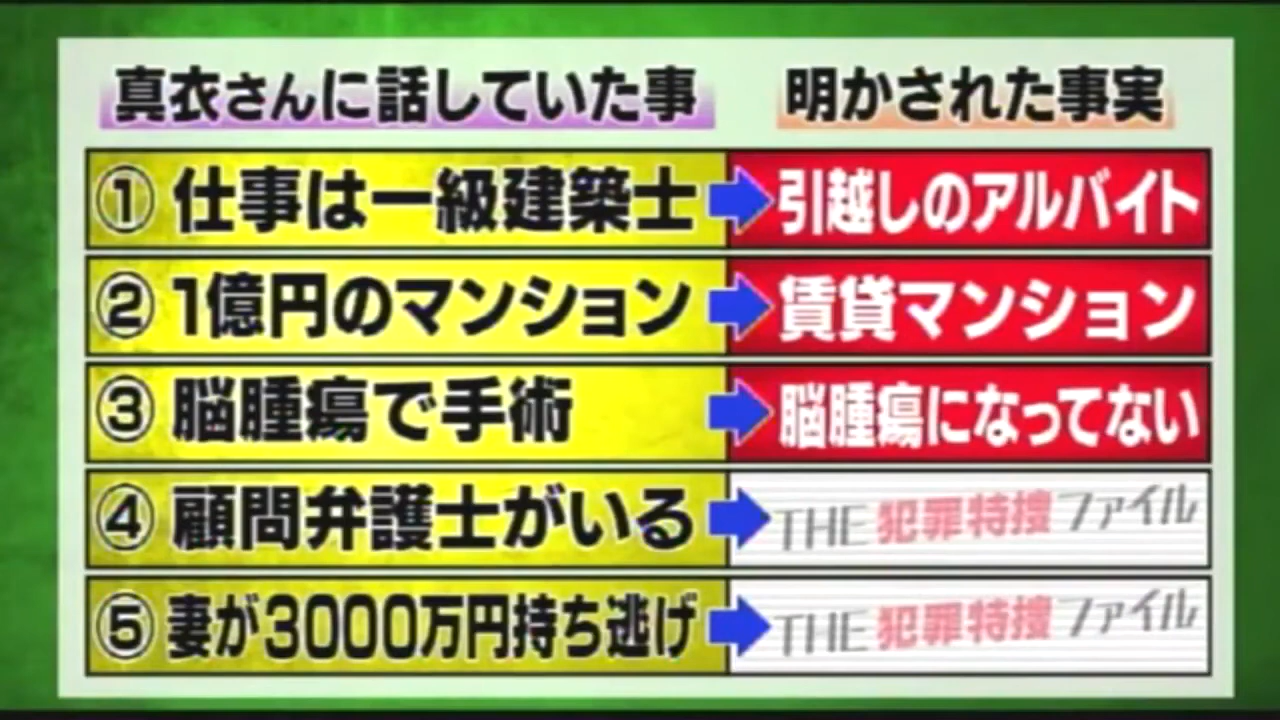 真衣さんに話していた事 明かされた事実
① 仕事は一級建築士 引越しのアルバイト
② 1億円のマンション 賃貸マンション
③ 脳腫瘍で手術 脳腫瘍になってない
④ 顧問弁護士がいる THE 犯罪特捜 ファイル
⑤ 妻が3000万円持ち逃げ THE 犯罪特捜 ファイル